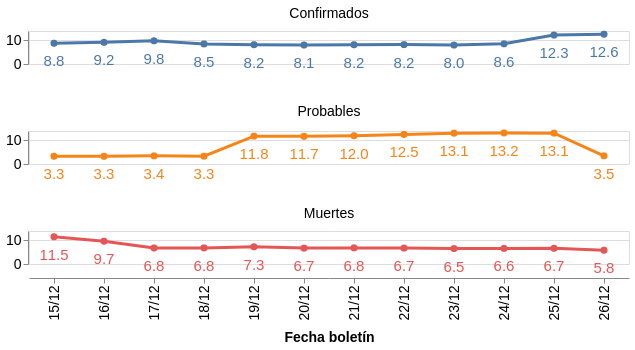 Confirmados
10
0
8.8 9.2 9.8 8.5 8.2 8.1 8.2 8.2 8.0 8.6 12.3 12.6
Probables
10
0
3.3 3.3 3.4 3.3 11.8 11.7 12.0 12.5 13.1 13.2 13.1 3.5
Muertes
10
0
11.5 9.7 6.8 6.8 7.3 6.7 6.8 6.7 6.5 6.6 6.7 5.8
15/12 16/12 17/12 18/12 19/12 20/12 21/12 22/12 23/12 24/12 25/12 26/12
Fecha boletín